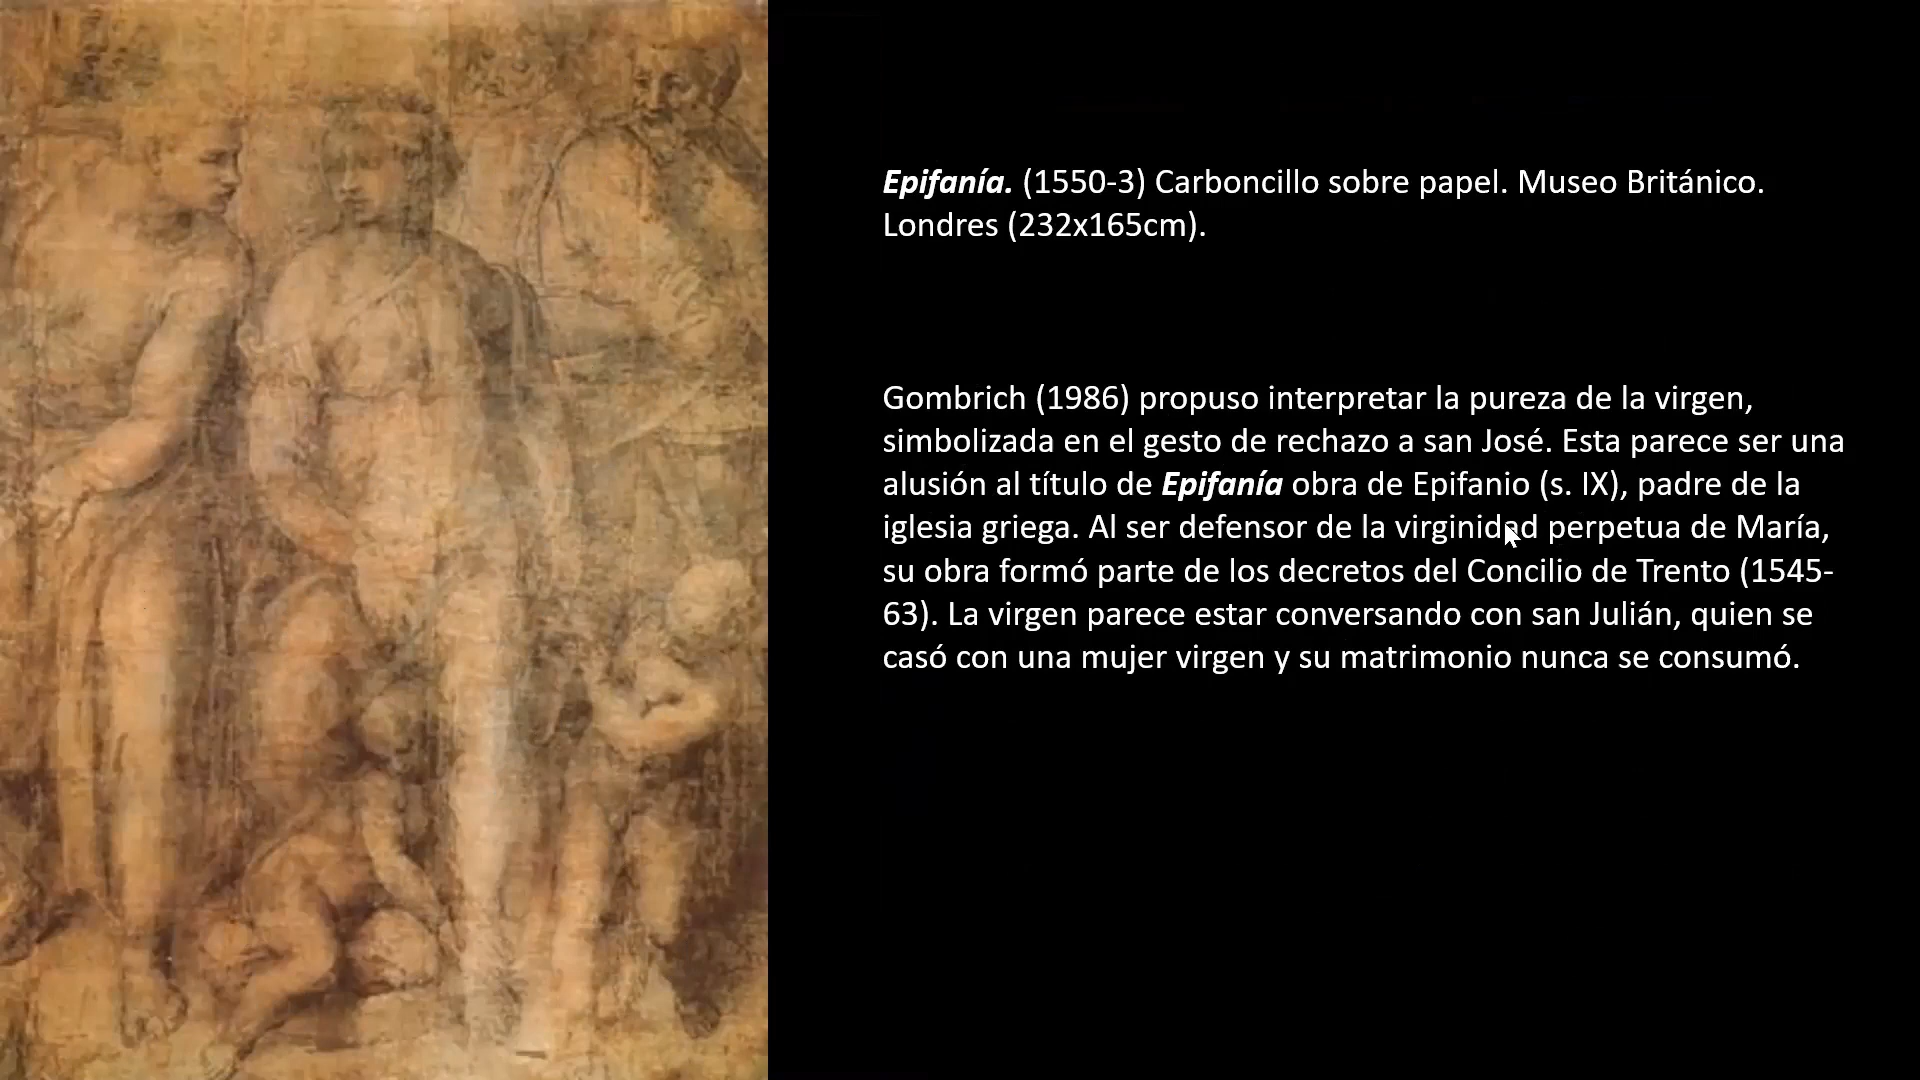 Epifanía. (1550-3) Carboncillo sobre papel. Museo Británico.
Londres (232x165cm).
Gombrich (1986) propuso interpretar la pureza de la virgen,
simbolizada en el gesto de rechazo a san José. Esta parece ser una
alusión al título de Epifanía obra de Epifanio (s. IX), padre de la
iglesia griega. Al ser defensor de la virginidad perpetua de María,
su obra formó parte de los decretos del Concilio de Trento (1545-
63). La virgen parece estar conversando con san Julián, quien se
casó con una mujer virgen y su matrimonio nunca se consumó.